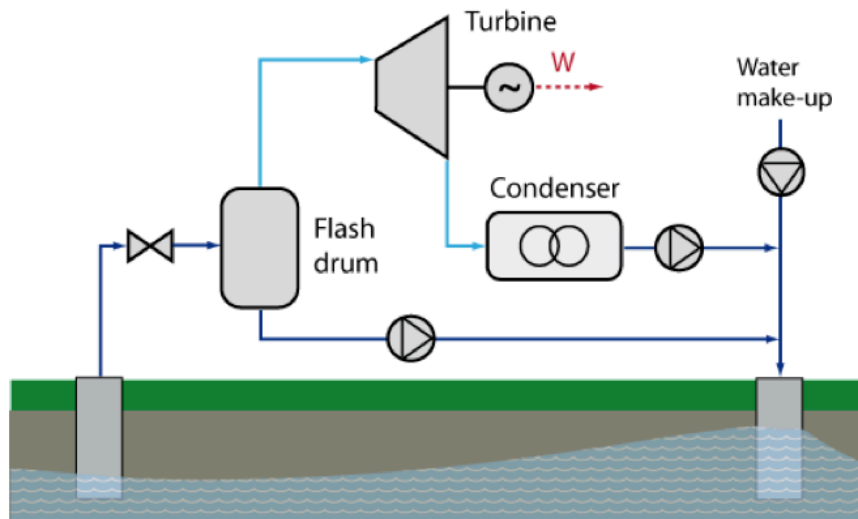 Turbine
W
~
Water
make-up
Condenser
Flash
drum